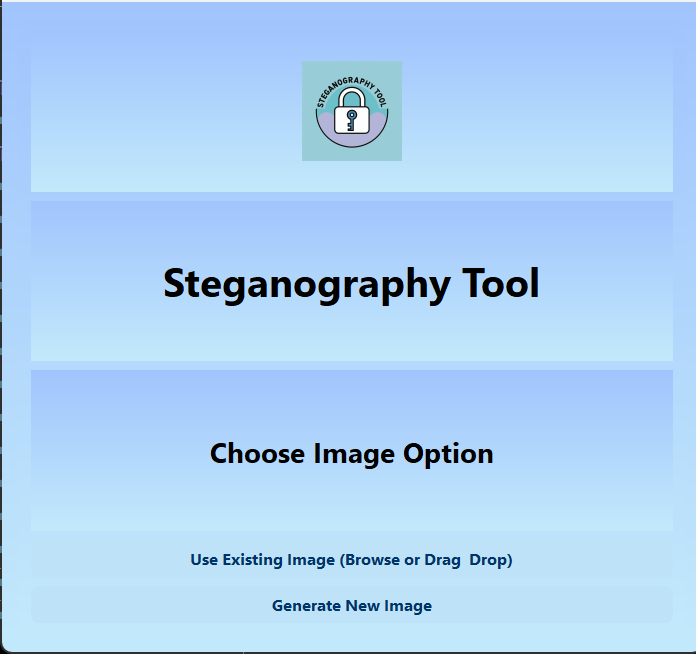 STEGANOGRAPHY TOOL
Steganography Tool
Choose Image Option
Use Existing Image (Browse or Drag  Drop)
Generate New Image